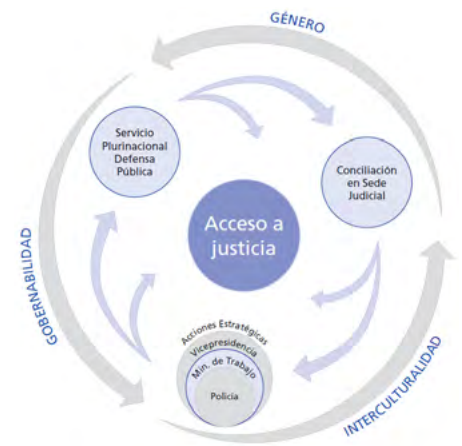 GÉNERO
Servicio
Plurinacional
Defensa
Pública
Conciliación
en Sede
Judicial
Acceso a
justicia
GOBERNABILIDAD
Acciones Estratégicas
Vicepresidencia
Min. de Trabajo
Policía
INTERCULTURALIDAD